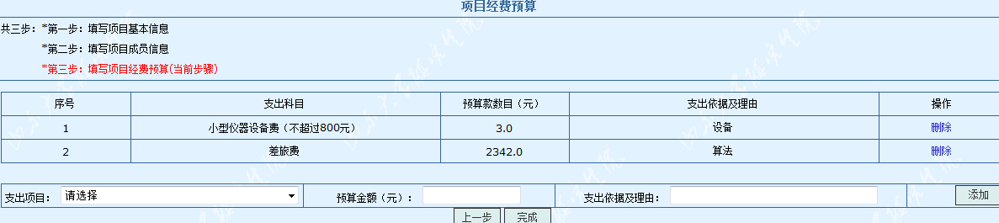 项目经费预算
共三步：*第一步：填写项目基本信息
*第二步：填写项目成员信息
*第三步：填写项目经费预算(当前步骤)
序号 支出科目 预算款数目（元） 支出依据及理由 操作
1 小型仪器设备费（不超过800元） 3.0 设备 删除
2 差旅费 2342.0 算法 删除
支出项目： 请选择 预算金额（元）： 支出依据及理由： 添加
上一步 完成